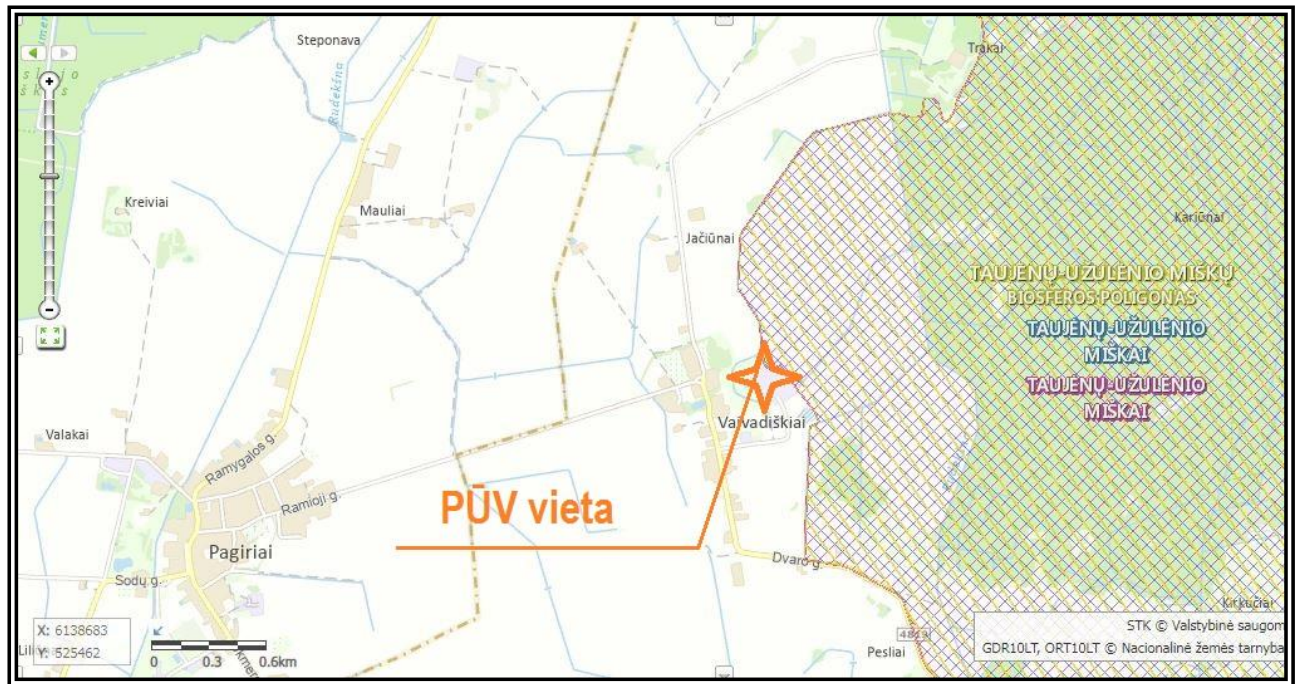 Steponava
Trakai
Rudekšna
Kreiviai
Mauliai
Kariūnai
Jačiūnai
TAUJĖNŲ-UŽULĖNIO MIŠKŲ
BIOSFEROS POLIGONAS
TAUJĖNŲ-UŽULĖNIO
MIŠKAI
TAUJĖNŲ-UŽULĖNIO
MIŠKAI
Vaivadiškiai
Valakai
Ramygalos g.
Ramioji g.
PŪV vieta
Pagiriai
Sodų g.
Dvaro g.
Kirkučiai
X: 6138683
Y: 525462
0 0.3 0.6km
4819
Pesliai
STK © Valstybinė saugom
GDR10LT, ORT10LT © Nacionalinė žemės tarnyba